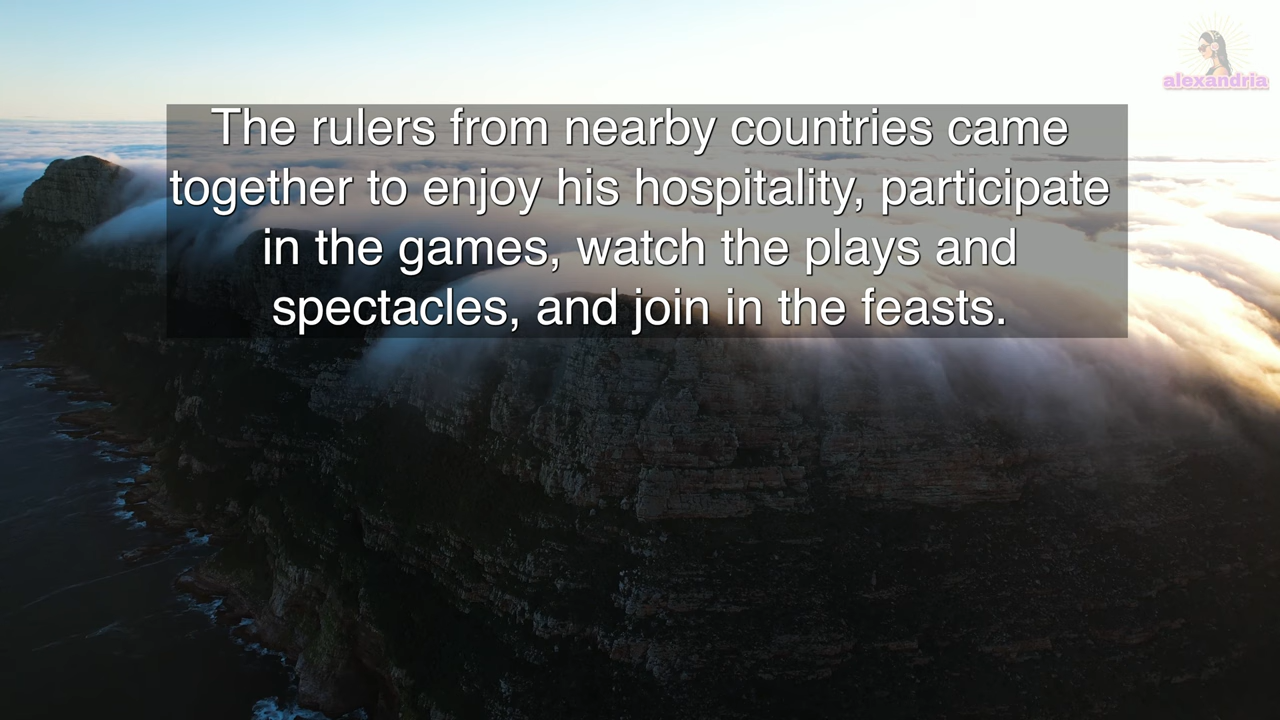 alexandria
The rulers from nearby countries came
together to enjoy his hospitality, participate
in the games, watch the plays and
spectacles, and join in the feasts.